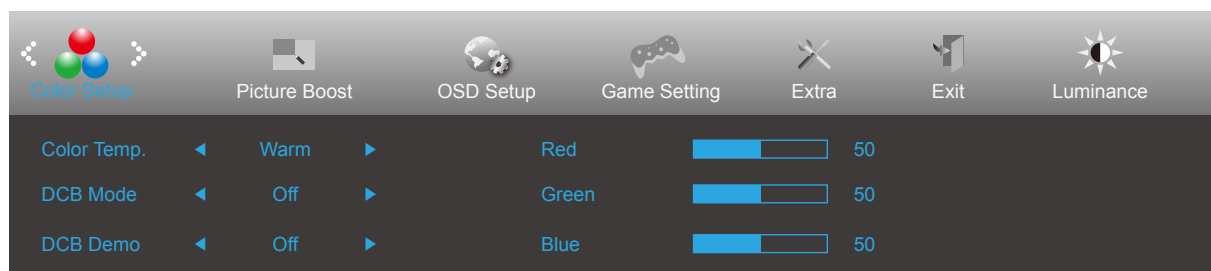 Color Setup Picture Boost OSD Setup Game Setting Extra Exit Luminance
Color Temp. Warm Red 50
DCB Mode Off Green 50
DCB Demo Off Blue 50